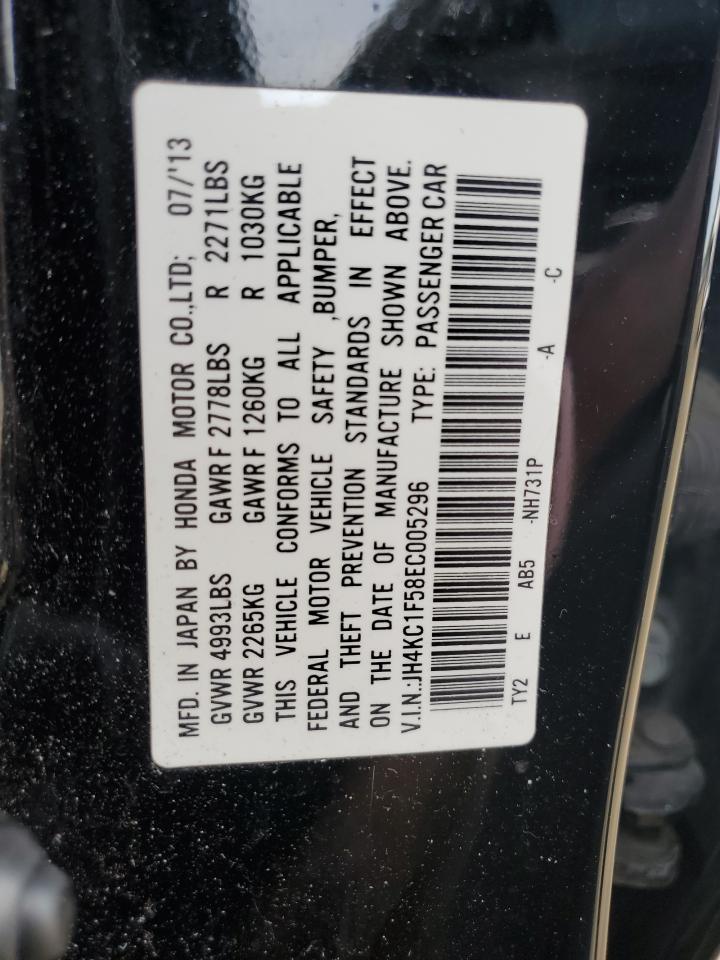 MFD. IN JAPAN BY HONDA MOTOR CO.,LTD; 07/'13
GVWR 4993LBS GAWR F 2778LBS R 2271LBS
GVWR 2265KG GAWR F 1260KG R 1030KG
THIS VEHICLE CONFORMS TO ALL APPLICABLE
FEDERAL MOTOR VEHICLE SAFETY ,BUMPER,
AND THEFT PREVENTION STANDARDS IN EFFECT
ON THE DATE OF MANUFACTURE SHOWN ABOVE.
V.I.N.:JH4KC1F58EC005296 TYPE: PASSENGER CAR
TY2 E AB5 -NH731P -A -C